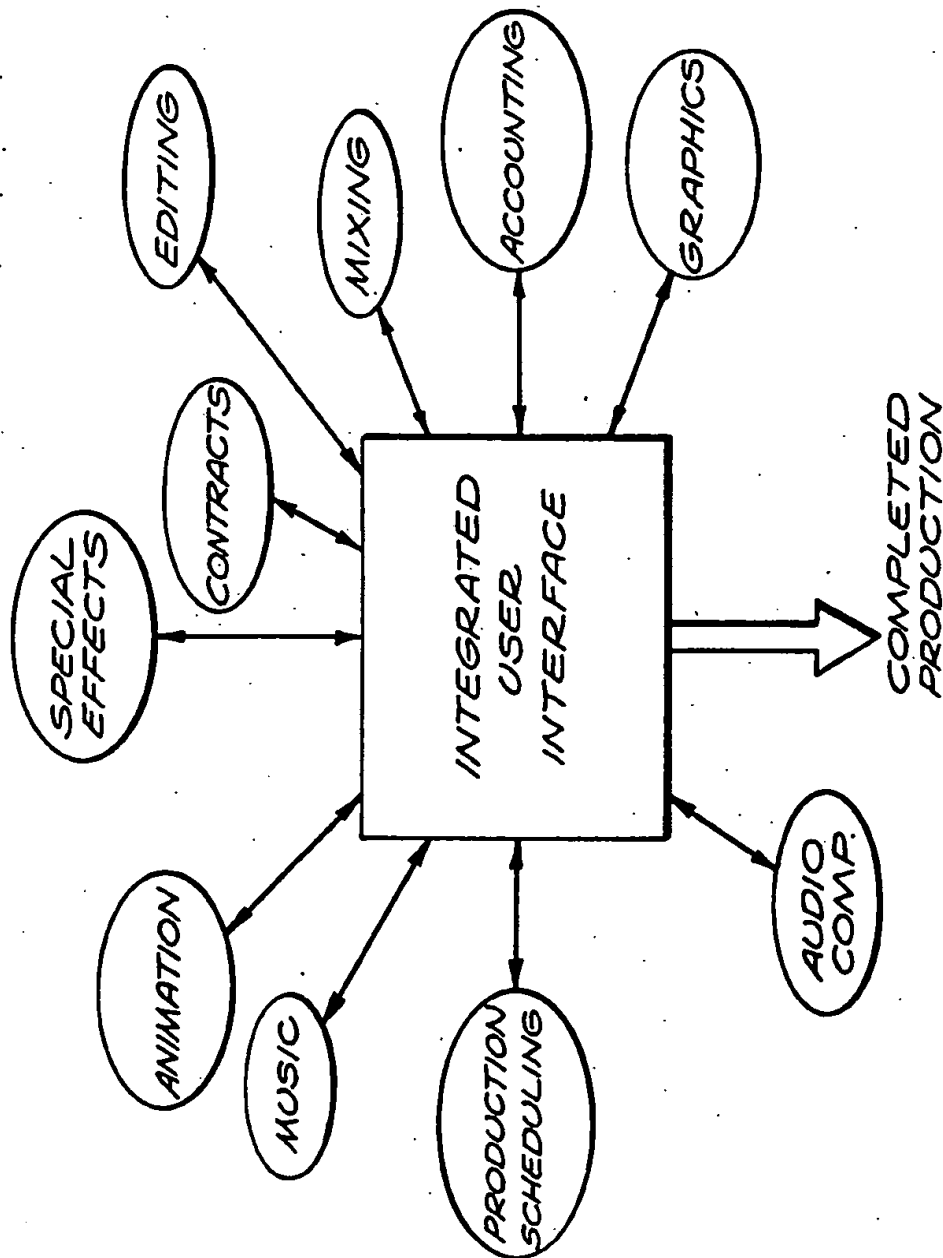 SPECIAL
EFFECTS
ANIMATION
CONTRACTS
EDITING
MUSIC
MIXING
INTEGRATED
USER
INTERFACE
PRODUCTION
SCHEDULING
ACCOUNTING
GRAPHICS
AUDIO
COMP.
COMPLETED
PRODUCTION